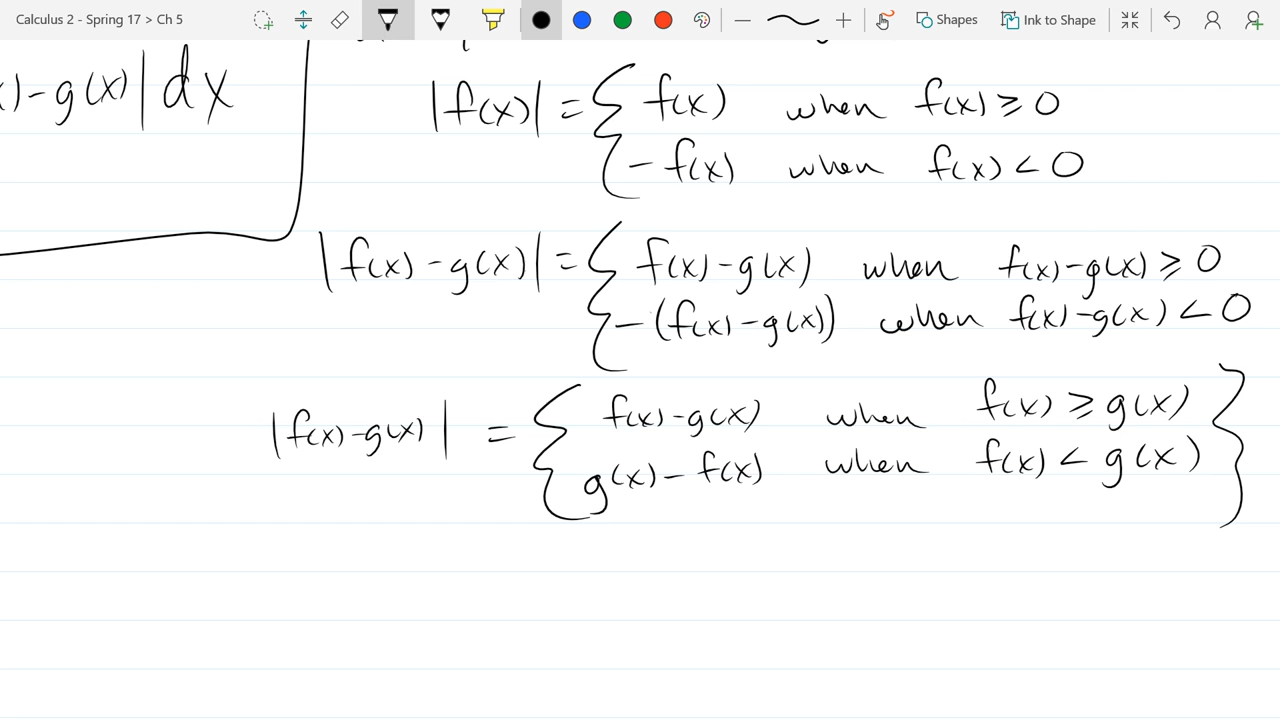 Calculus 2 - Spring 17 > Ch 5
Shapes
Ink to Shape
x)-g(x)| dx
|f(x)| = { f(x) when f(x) ≥ 0
-f(x) when f(x) < 0
|f(x)-g(x)| = { f(x)-g(x) when f(x)-g(x) ≥ 0
-(f(x)-g(x)) when f(x)-g(x) < 0
|f(x)-g(x)| = { f(x)-g(x) when f(x) ≥ g(x) }
g(x)-f(x) when f(x) < g(x)